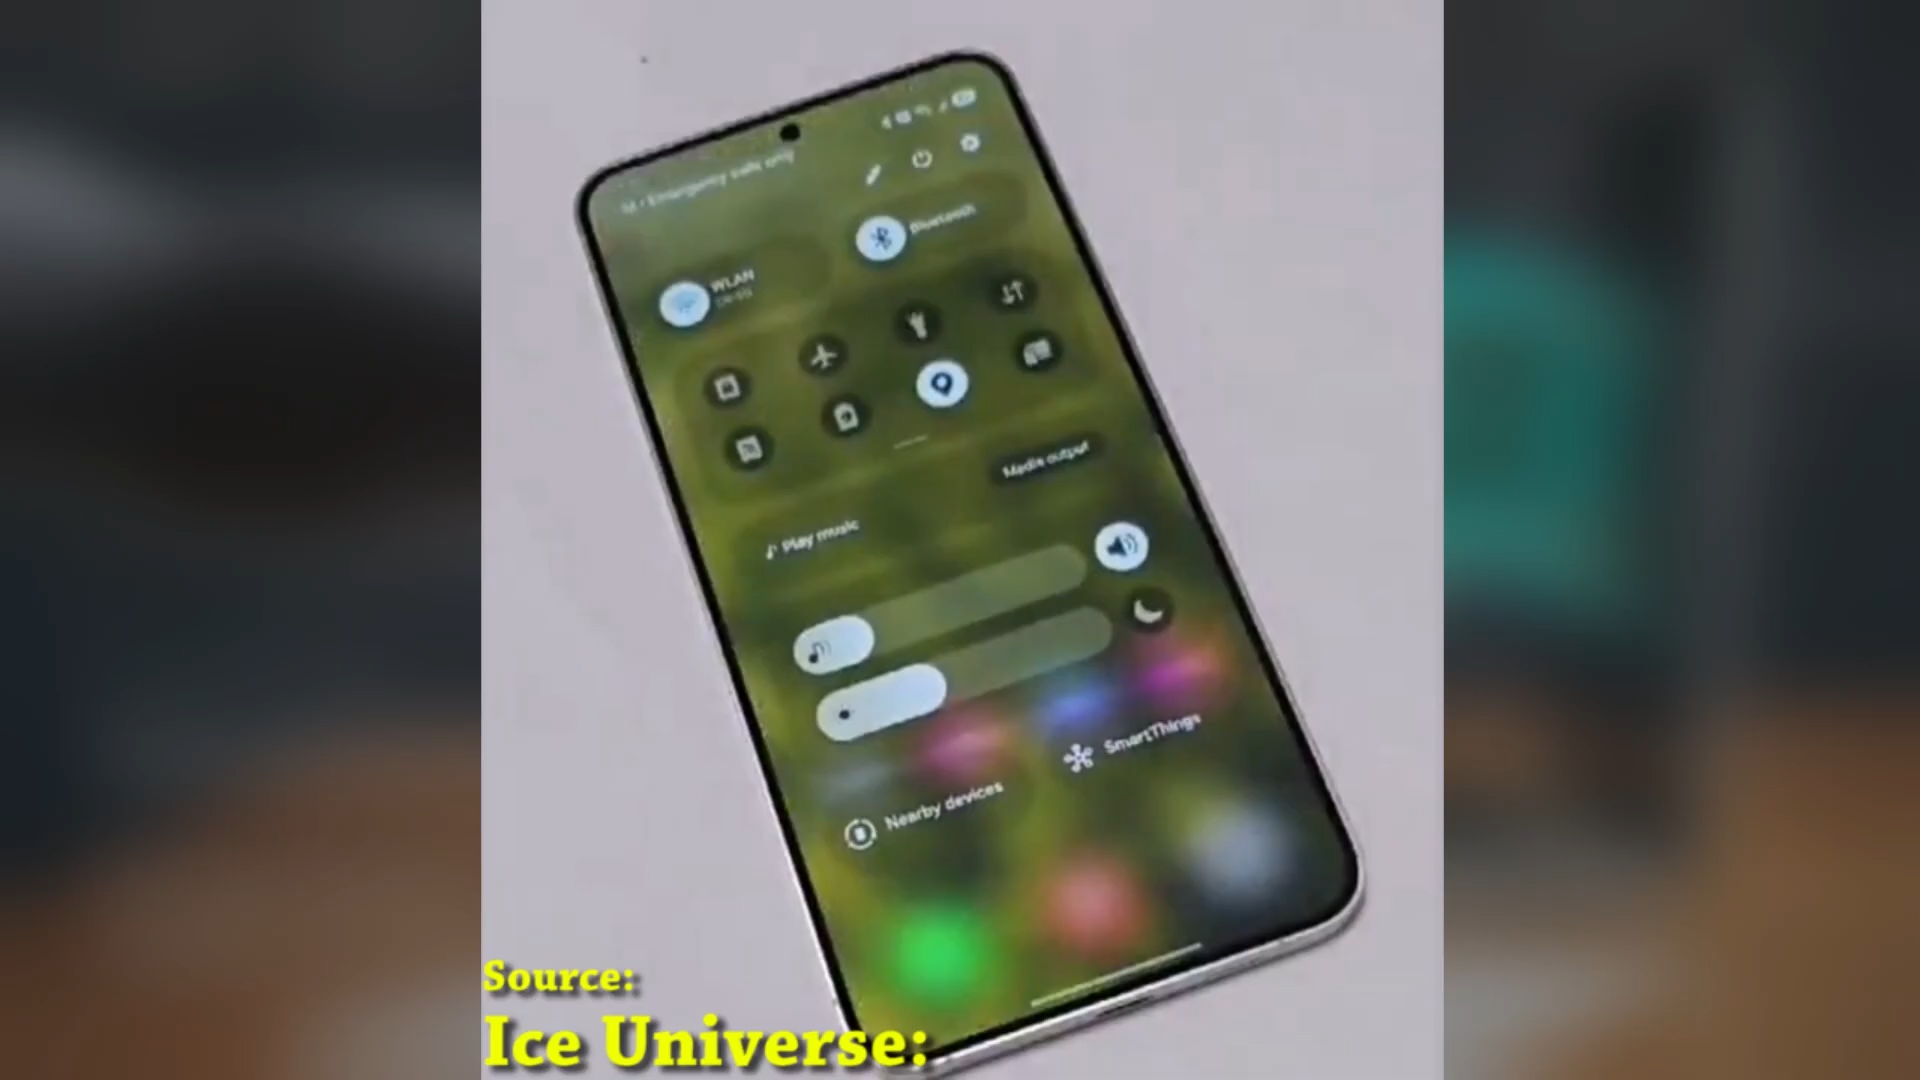 Emergency calls only
Bluetooth
WLAN
Media output
Play music
SmartThings
Nearby devices
Source:
Ice Universe: